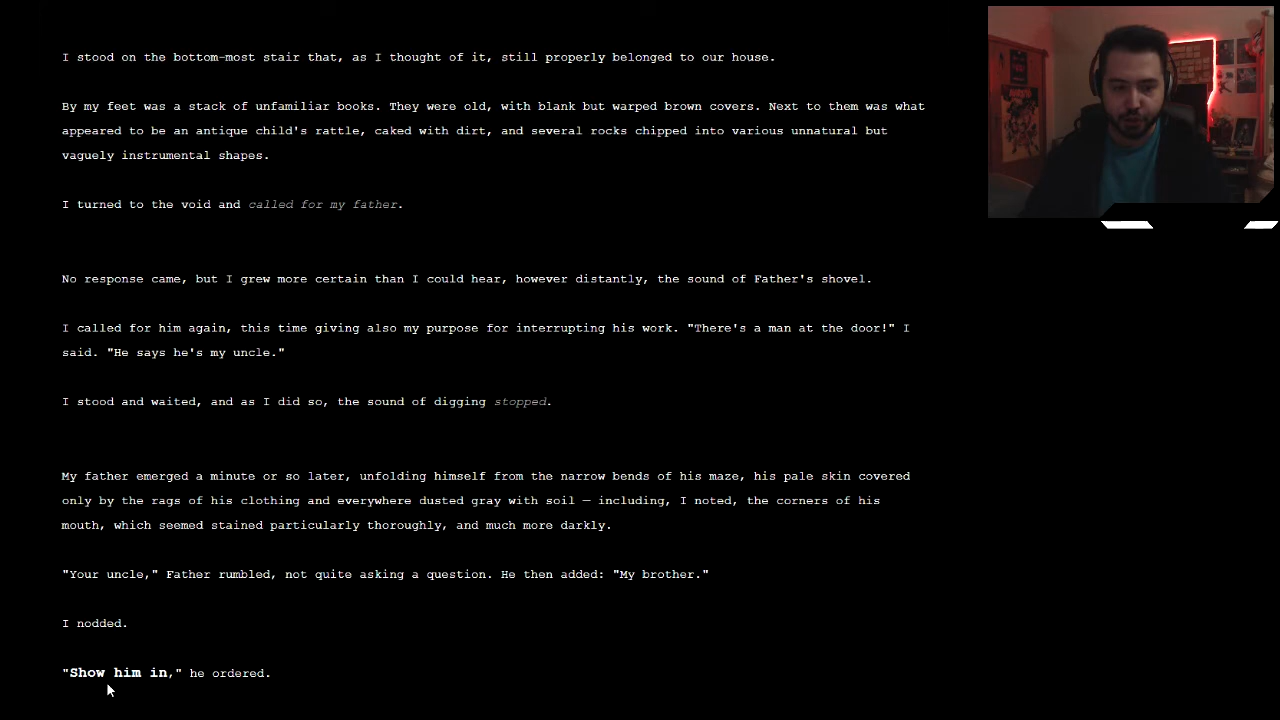 I stood on the bottom-most stair that, as I thought of it, still properly belonged to our house.
By my feet was a stack of unfamiliar books. They were old, with blank but warped brown covers. Next to them was what
appeared to be an antique child's rattle, caked with dirt, and several rocks chipped into various unnatural but
vaguely instrumental shapes.
I turned to the void and called for my father.
No response came, but I grew more certain than I could hear, however distantly, the sound of Father's shovel.
I called for him again, this time giving also my purpose for interrupting his work. "There's a man at the door!" I
said. "He says he's my uncle."
I stood and waited, and as I did so, the sound of digging stopped.
My father emerged a minute or so later, unfolding himself from the narrow bends of his maze, his pale skin covered
only by the rags of his clothing and everywhere dusted gray with soil — including, I noted, the corners of his
mouth, which seemed stained particularly thoroughly, and much more darkly.
"Your uncle," Father rumbled, not quite asking a question. He then added: "My brother."
I nodded.
"Show him in," he ordered.